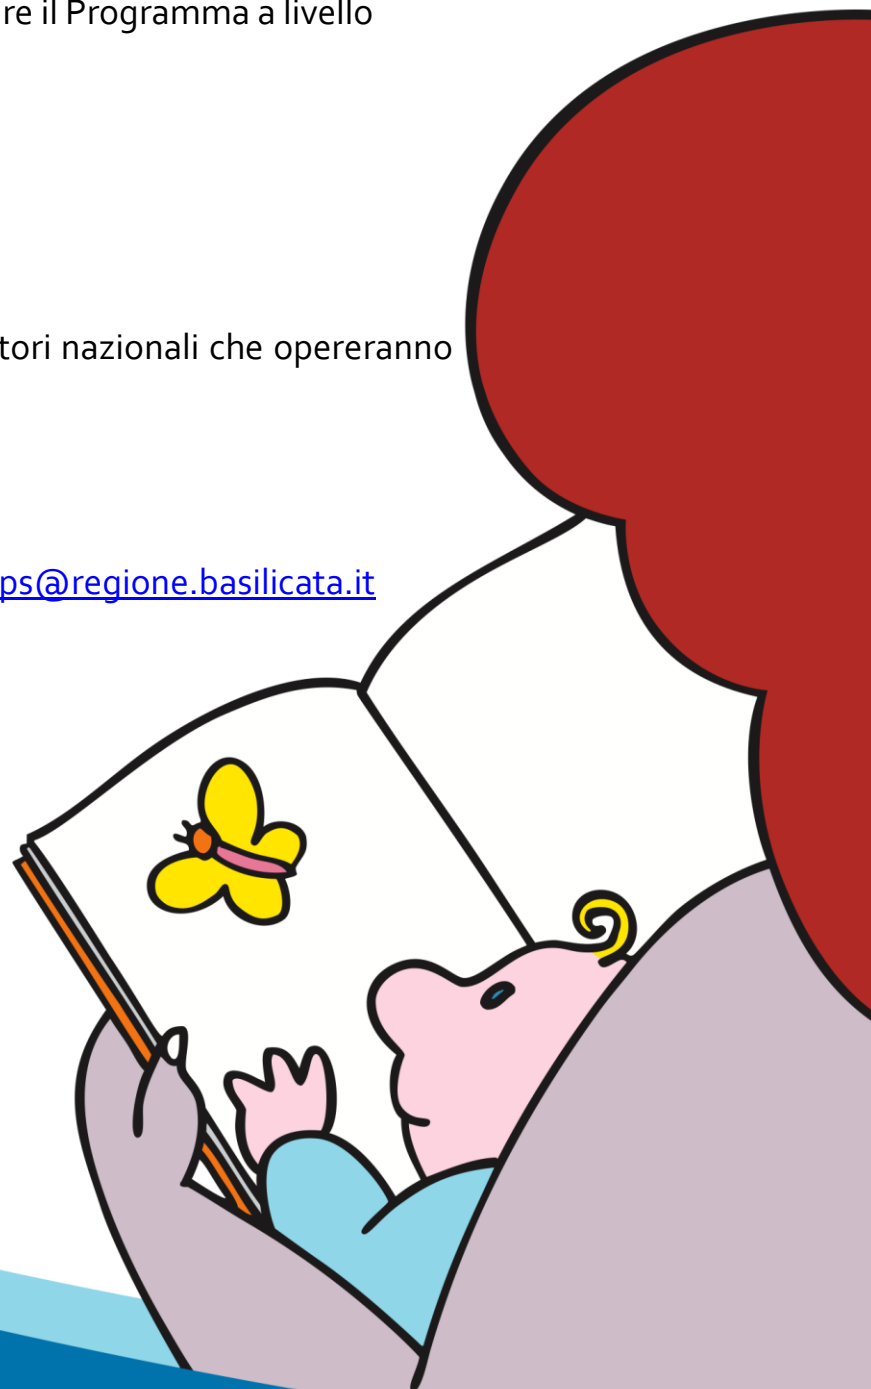 re il Programma a livello
tori nazionali che opereranno
ps@regione.basilicata.it